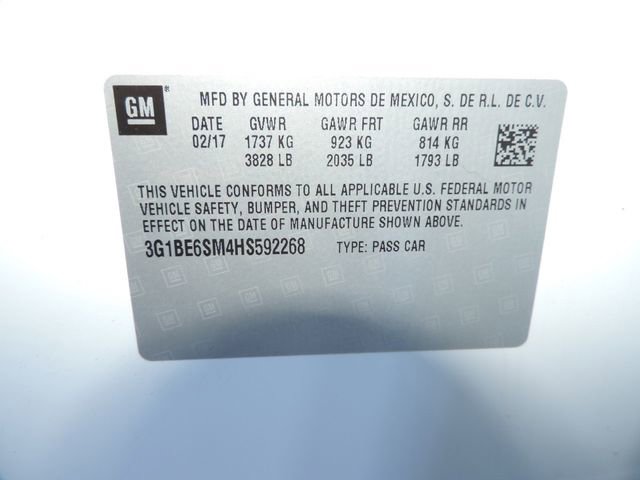 GM ®
MFD BY GENERAL MOTORS DE MEXICO, S. DE R.L. DE C.V.
DATE GVWR GAWR FRT GAWR RR
02/17 1737 KG 923 KG 814 KG
3828 LB 2035 LB 1793 LB
THIS VEHICLE CONFORMS TO ALL APPLICABLE U.S. FEDERAL MOTOR
VEHICLE SAFETY, BUMPER, AND THEFT PREVENTION STANDARDS IN
EFFECT ON THE DATE OF MANUFACTURE SHOWN ABOVE.
3G1BE6SM4HS592268 TYPE: PASS CAR